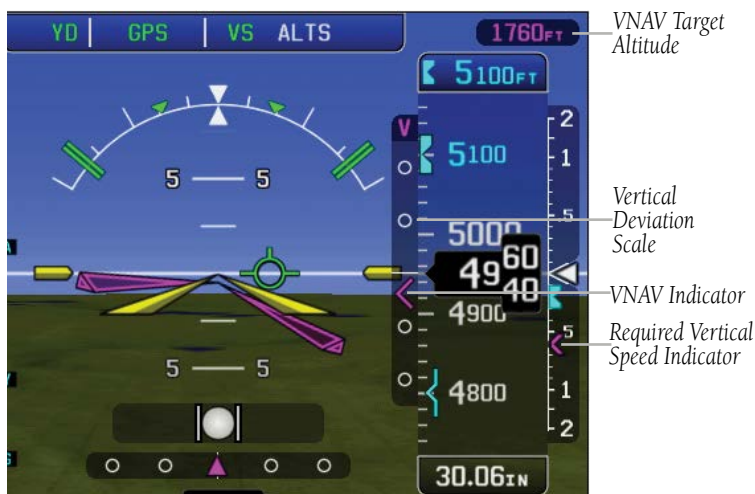 YD GPS VS ALTS
1760FT
VNAV Target
Altitude
5100FT
V
2
5100
1
5 5
Vertical
Deviation
Scale
.5
5000
4960
40
VNAV Indicator
4900
.5
Required Vertical
Speed Indicator
5 5
4800
1
2
30.06IN